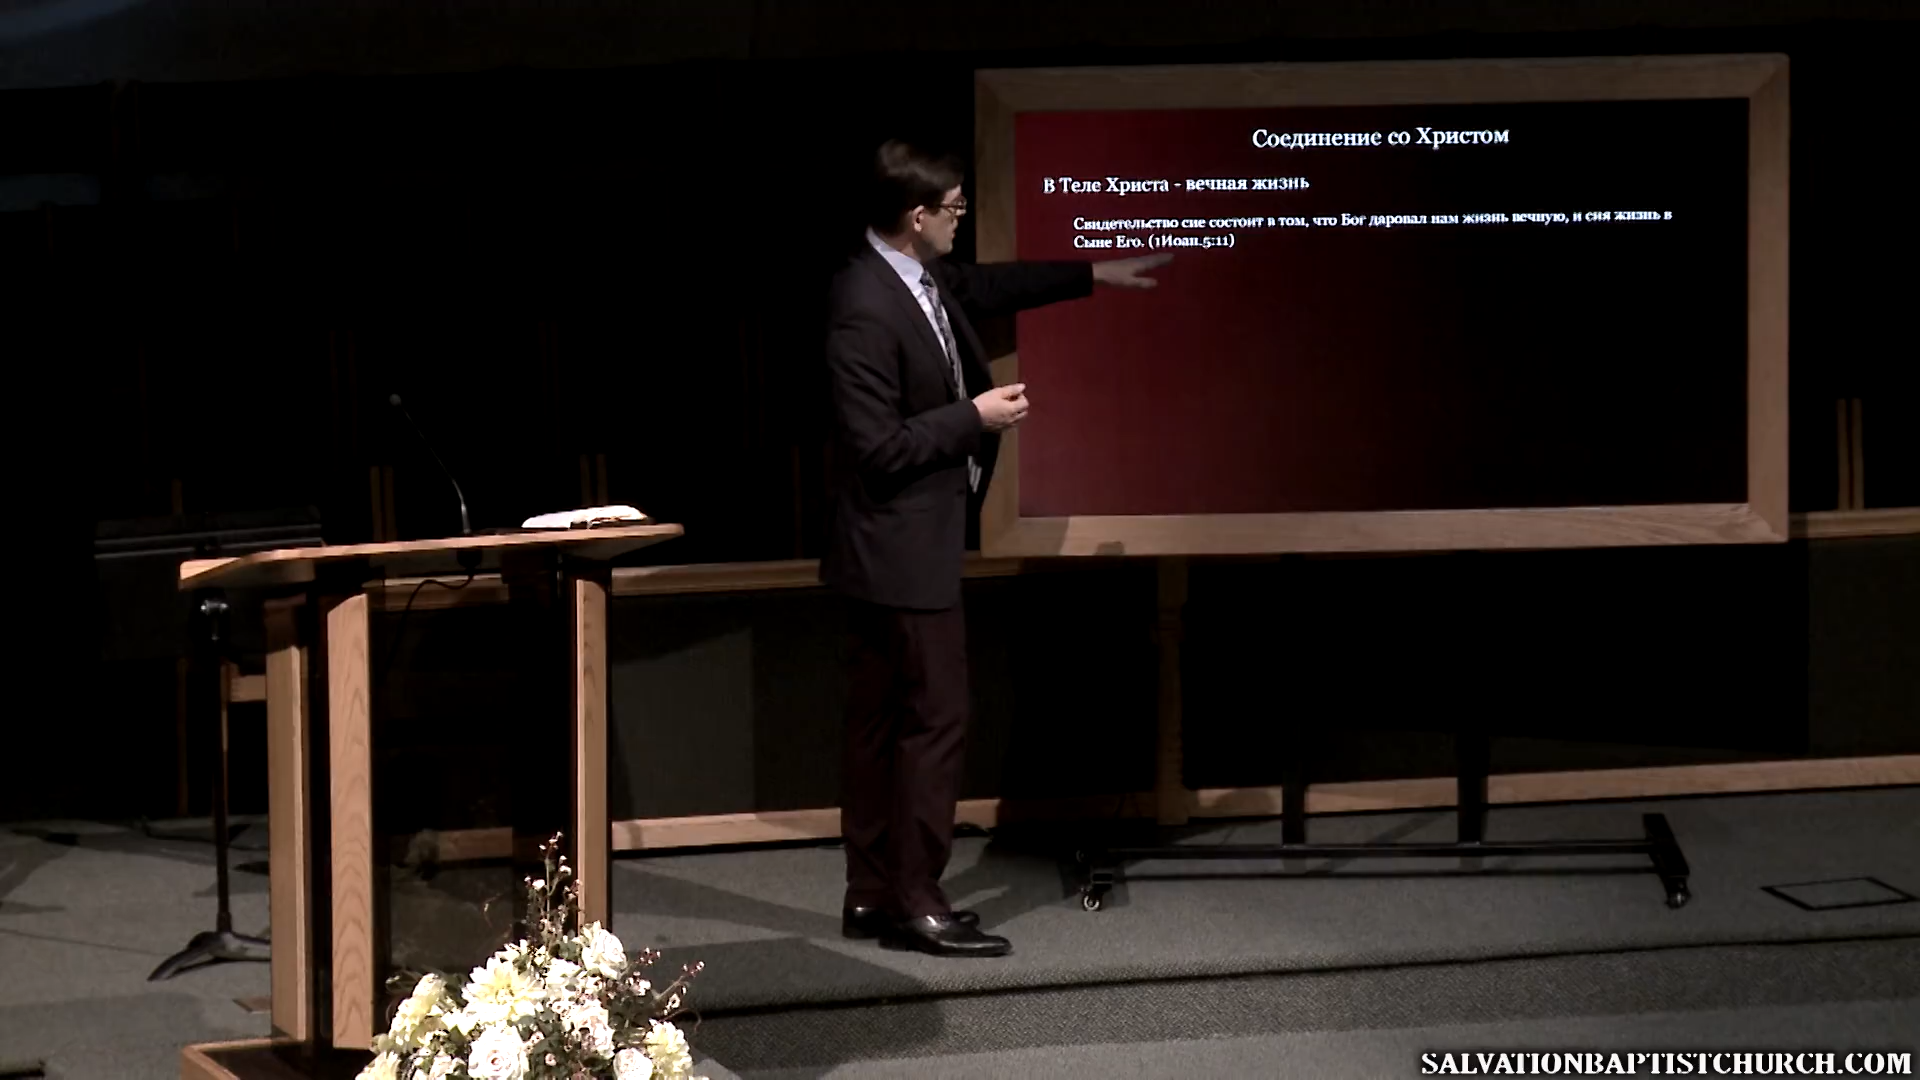 Соединение со Христом
В Теле Христа - вечная жизнь
Свидетельство сие состоит в том, что Бог даровал нам жизнь вечную, и сия жизнь в
Сыне Его. (1Иоан.5:11)
SALVATIONBAPTISTCHURCH.COM